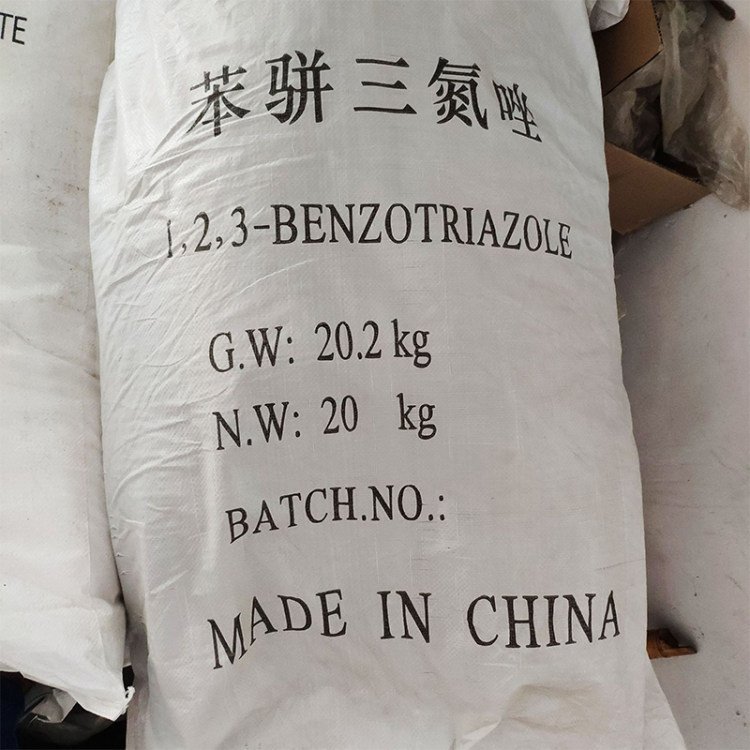 TE
苯骈三氮唑
1,2,3-BENZOTRIAZOLE
G.W: 20.2 kg
N.W: 20 kg
BATCH.NO.:
MADE IN CHINA